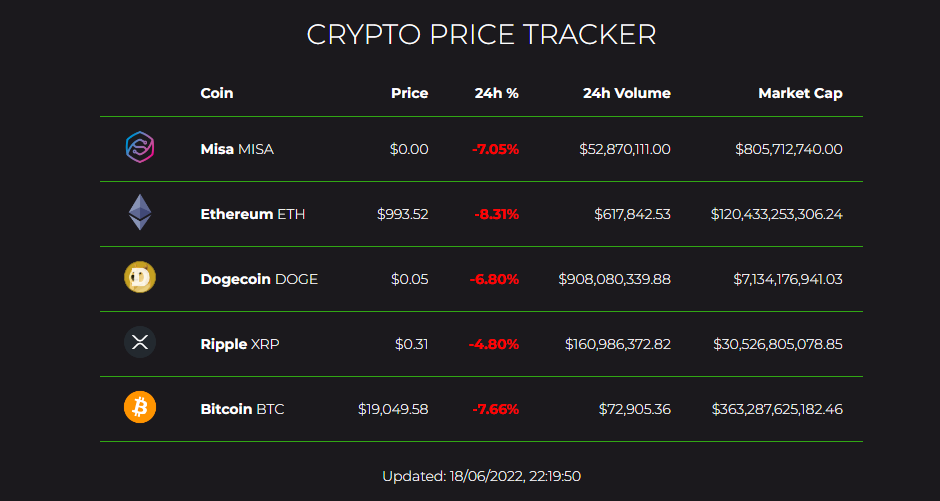 CRYPTO PRICE TRACKER
Coin Price 24h % 24h Volume Market Cap
Misa MISA $0.00 -7.05% $52,870,111.00 $805,712,740.00
Ethereum ETH $993.52 -8.31% $617,842.53 $120,433,253,306.24
Dogecoin DOGE $0.05 -6.80% $908,080,339.88 $7,134,176,941.03
Ripple XRP $0.31 -4.80% $160,986,372.82 $30,526,805,078.85
Bitcoin BTC $19,049.58 -7.66% $72,905.36 $363,287,625,182.46
Updated: 18/06/2022, 22:19:50